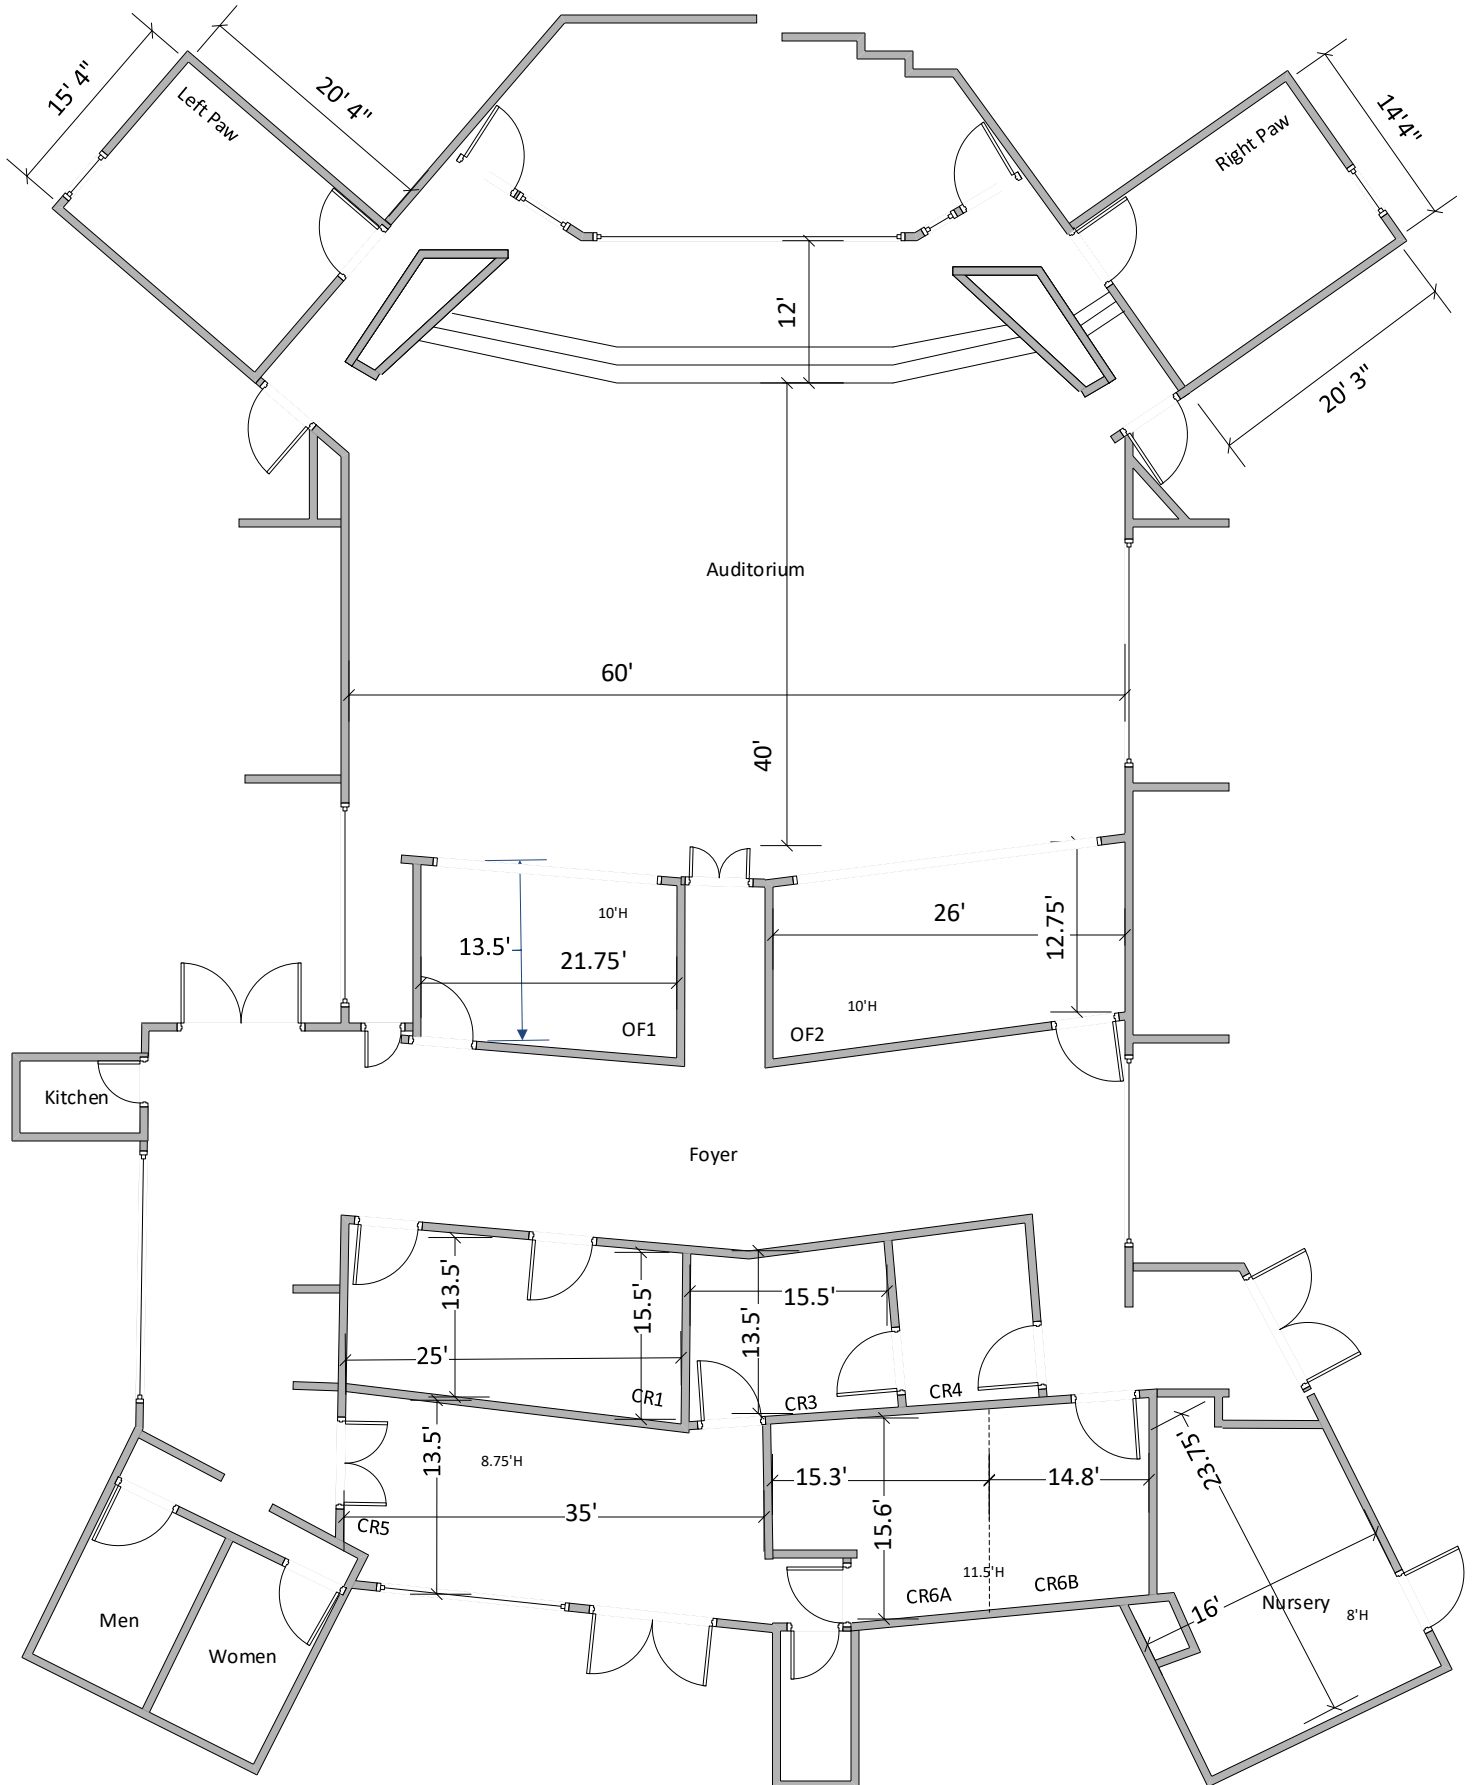 15' 4"
20' 4"
Left Paw
14' 4"
Right Paw
20' 3"
12'
Auditorium
60'
40'
10'H
13.5'
21.75'
OF1
26'
12.75'
10'H
OF2
Kitchen
Foyer
13.5'
15.5'
25'
CR1
15.5'
13.5'
CR3
CR4
13.5'
8.75'H
35'
CR5
15.3'
14.8'
15.6'
11.5'H
CR6A
CR6B
23.75'
16'
Nursery
8'H
Men
Women